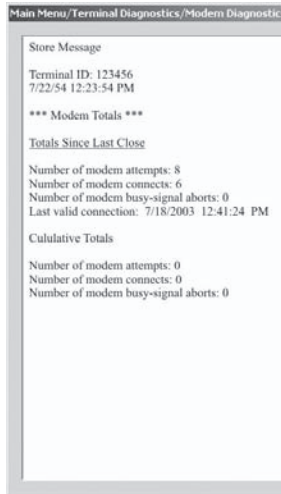 Main Menu/Terminal Diagnostics/Modem Diagnostic
Store Message
Terminal ID: 123456
7/22/54 12:23:54 PM
*** Modem Totals ***
Totals Since Last Close
Number of modem attempts: 8
Number of modem connects: 6
Number of modem busy-signal aborts: 0
Last valid connection: 7/18/2003 12:41:24 PM
Cululative Totals
Number of modem attempts: 0
Number of modem connects: 0
Number of modem busy-signal aborts: 0